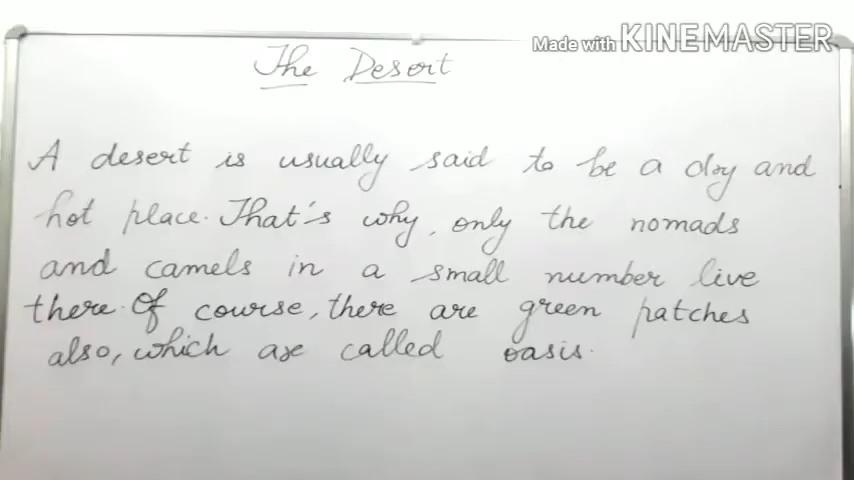 Made with KINEMASTER
The Desert
A desert is usually said to be a dry and
hot place. That's why, only the nomads
and camels in a small number live
there. Of course, there are green patches
also, which are called oasis.